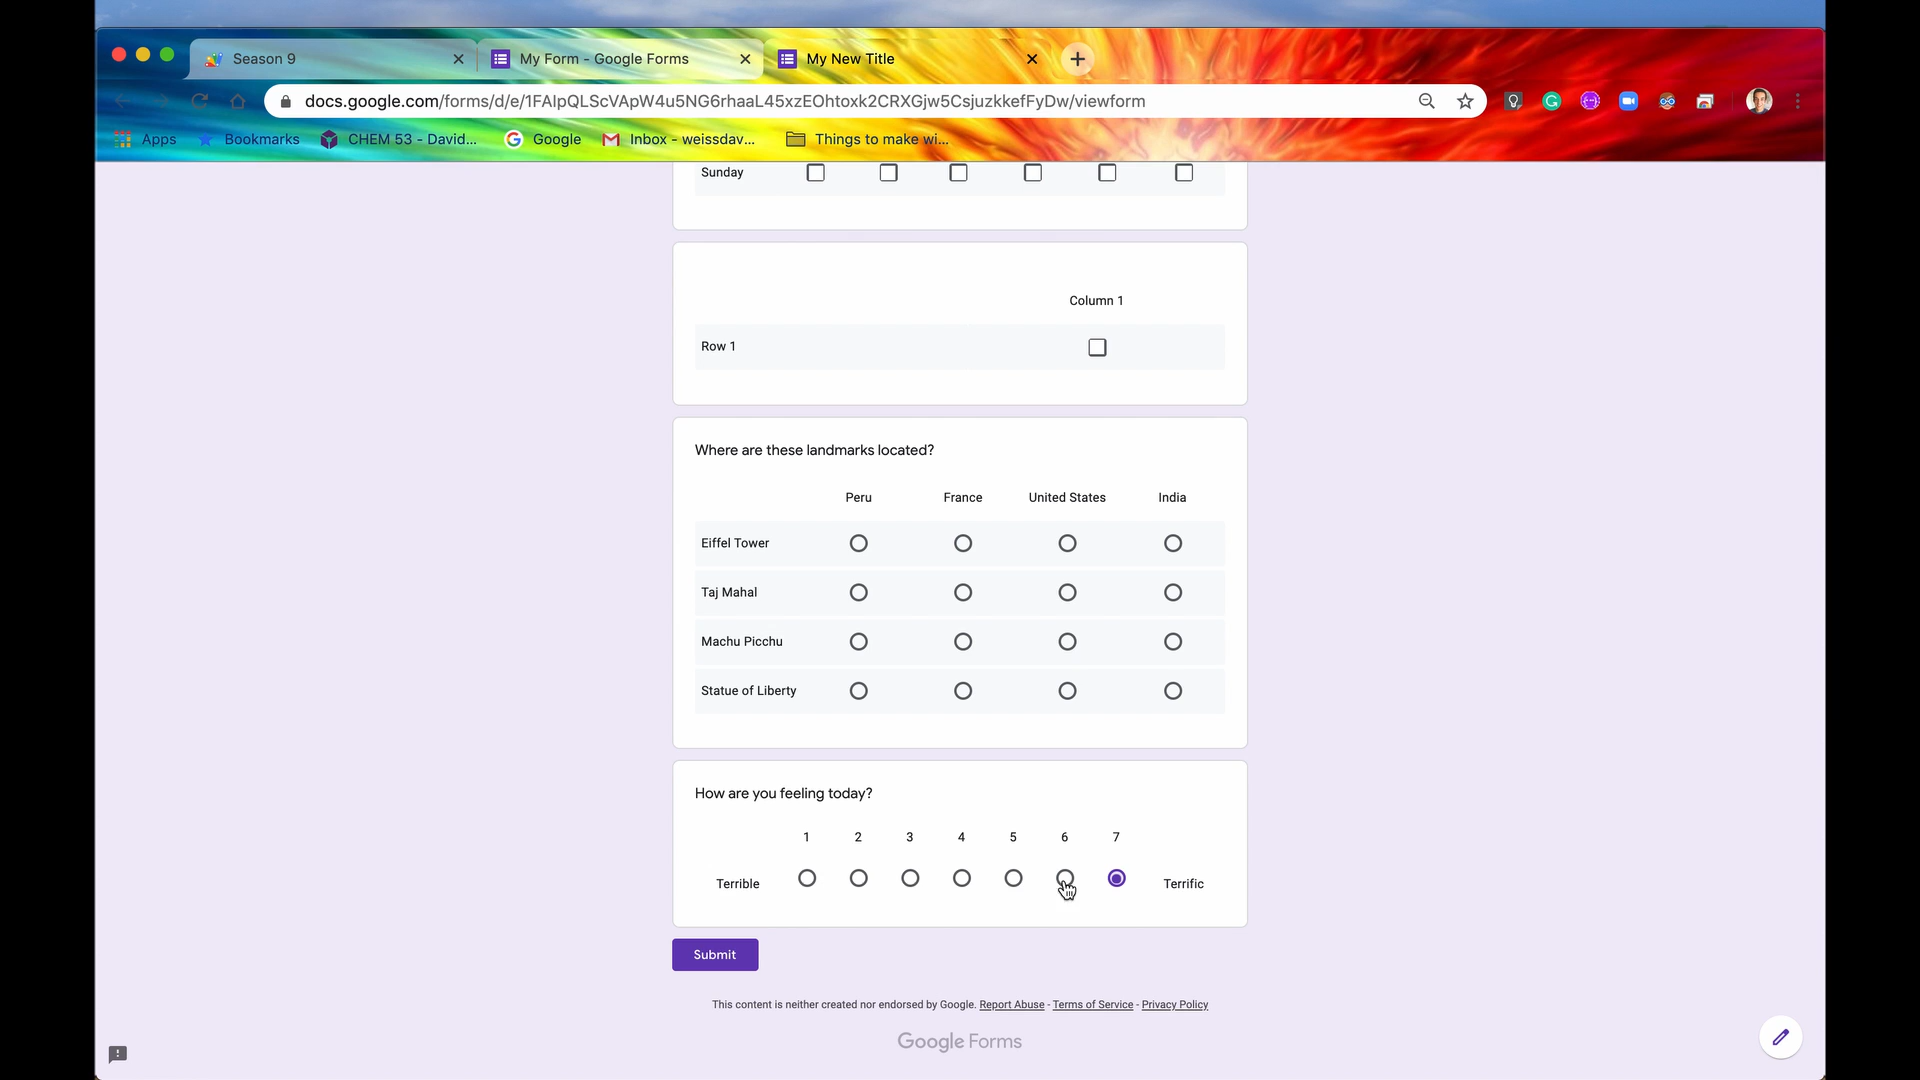 Season 9
My Form - Google Forms
My New Title
docs.google.com/forms/d/e/1FAIpQLScVApW4u5NG6rhaaL45xzEOhtoxk2CRXGjw5CsjuzkkefFyDw/viewform
Apps
Bookmarks
CHEM 53 - David...
Google
Inbox - weissdav...
Things to make wi...
Sunday
Column 1
Row 1
Where are these landmarks located?
Peru France United States India
Eiffel Tower
Taj Mahal
Machu Picchu
Statue of Liberty
How are you feeling today?
1 2 3 4 5 6 7
Terrible Terrific
Submit
This content is neither created nor endorsed by Google. Report Abuse - Terms of Service - Privacy Policy
Google Forms